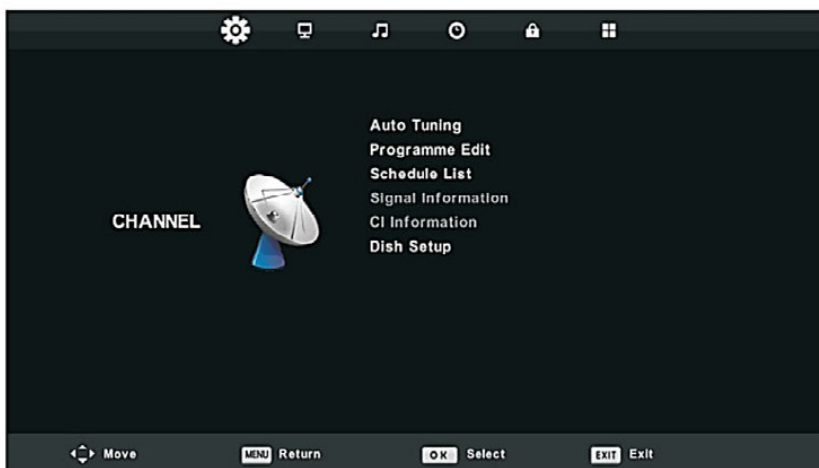 Auto Tuning
Programme Edit
Schedule List
Signal Information
CI Information
Dish Setup
CHANNEL
Move MENU Return OK Select EXIT Exit